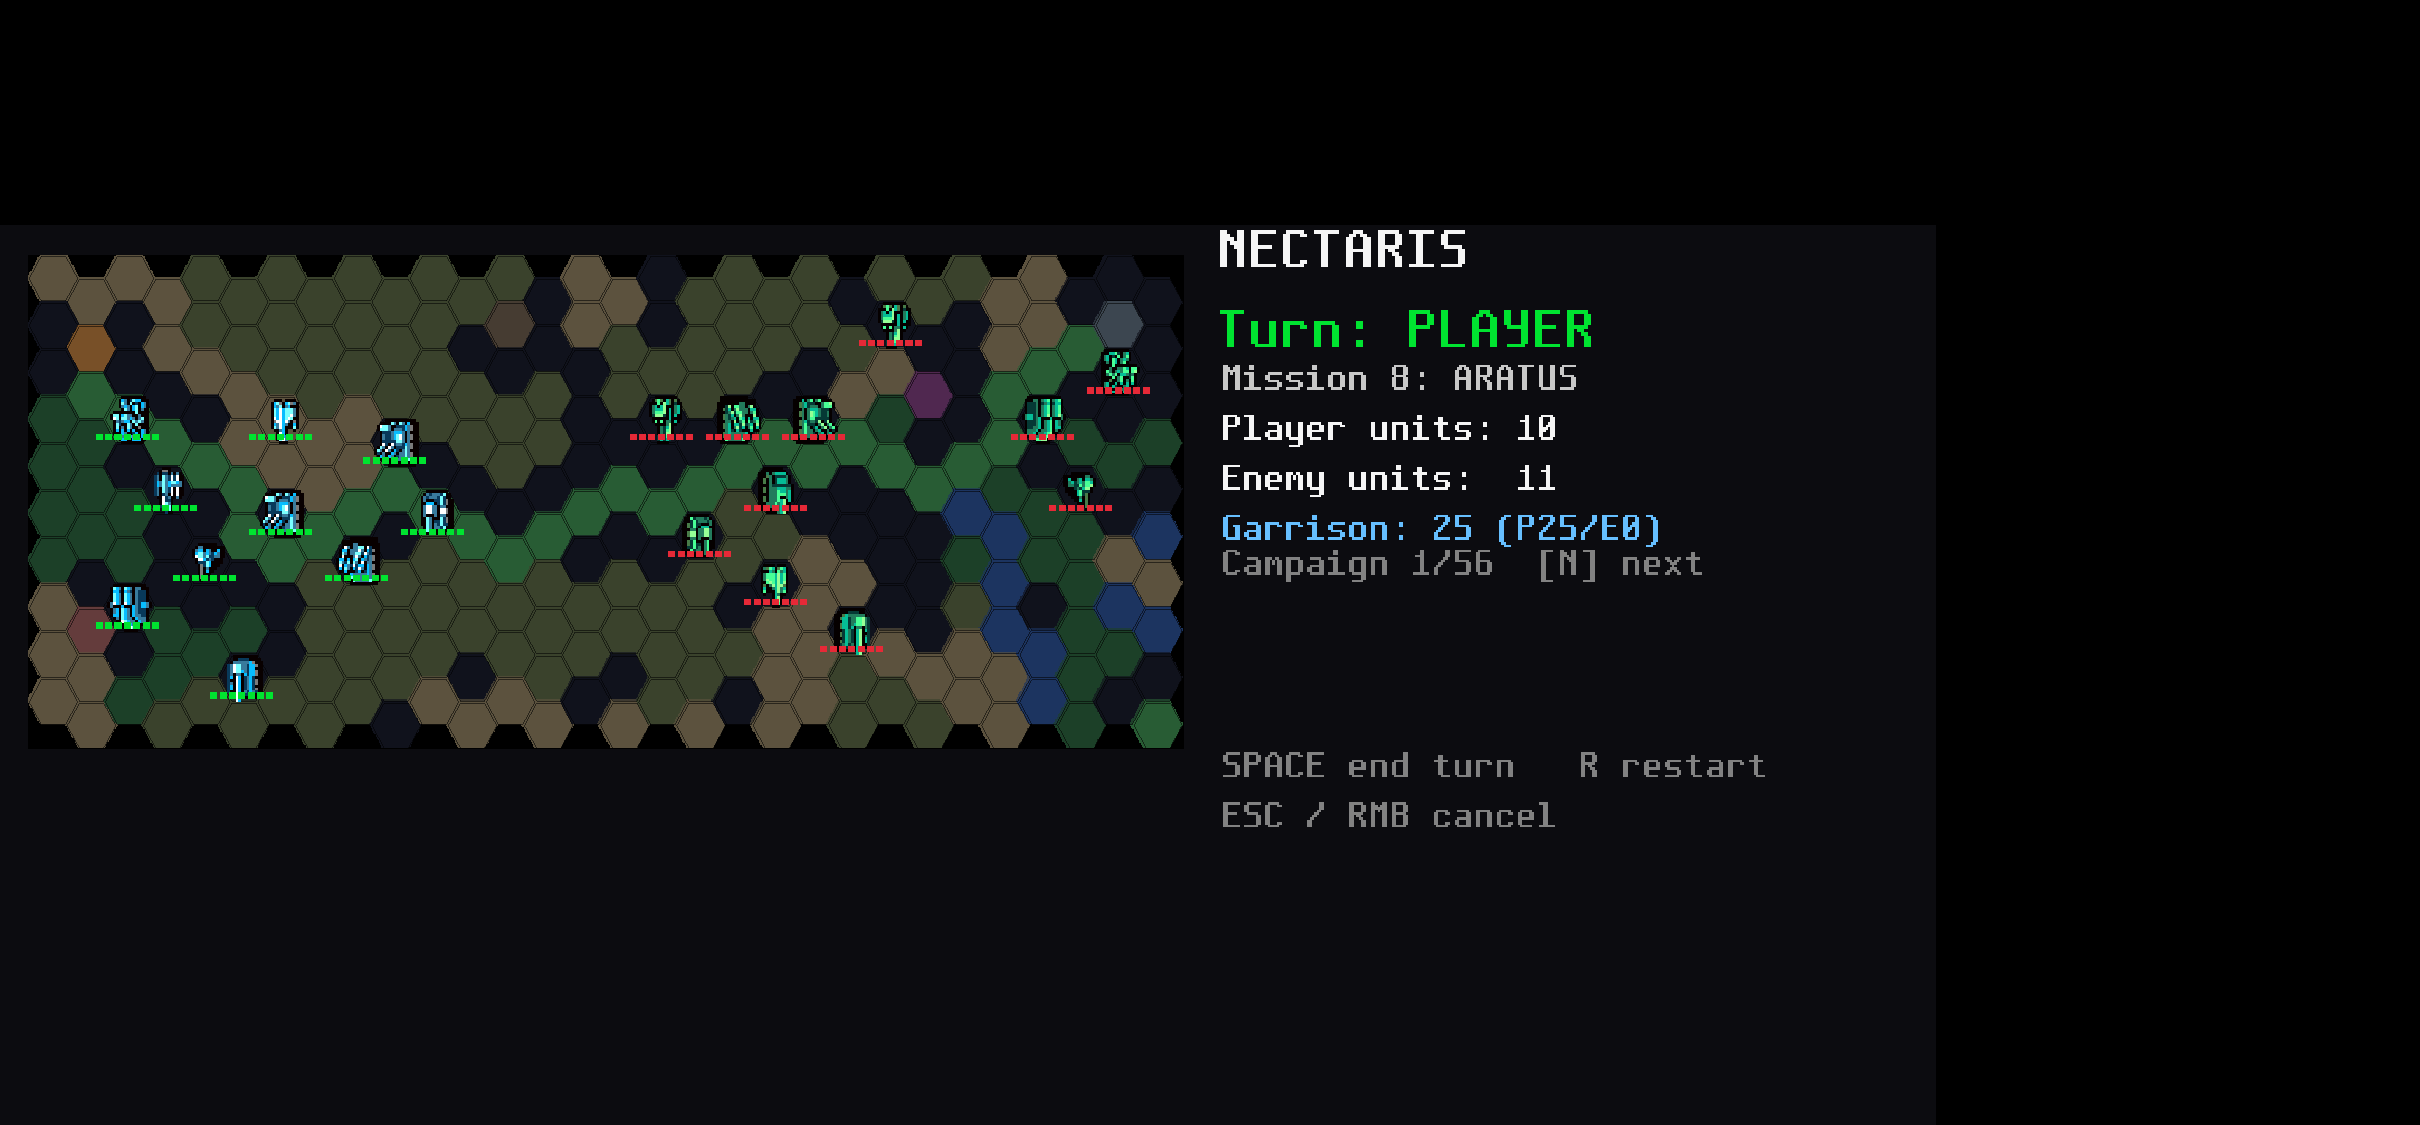 NECTARIS
Turn: PLAYER
Mission 8: ARATUS
Player units: 10
Enemy units:  11
Garrison: 25 (P25/E0)
Campaign 1/56  [N] next
SPACE end turn   R restart
ESC / RMB cancel